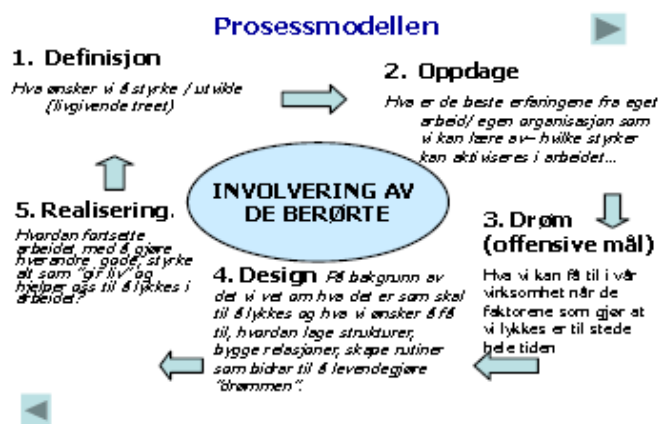 Prosessmodellen
1. Definisjon
Hva ønsker vi å styrke / utvikle
(livgivende treet)
2. Oppdage
Hva er de beste erfaringene fra eget
arbeid/ egen organisasjon som
vi kan lære av– hvilke styrker
kan aktiviseres i arbeidet...
INVOLVERING AV
DE BERØRTE
3. Drøm
(offensive mål)
Hva vi kan få til i vår
virksomhet når de
faktorene som gjør at
vi lykkes er til stede
hele tiden
4. Design På bakgrunn av
det vi vet om hva det er som skal
til å lykkes og hva vi ønsker å få
til, hvordan lage strukturer,
bygge relasjoner, skape rutiner
som bidrar til å levendegjøre
"drømmen".
5. Realisering.
Hvordan fortsette
arbeidet med å gjøre
hverandre gode, styrke
alt som "gir liv" og
hjelper oss til å lykkes i
arbeidet?